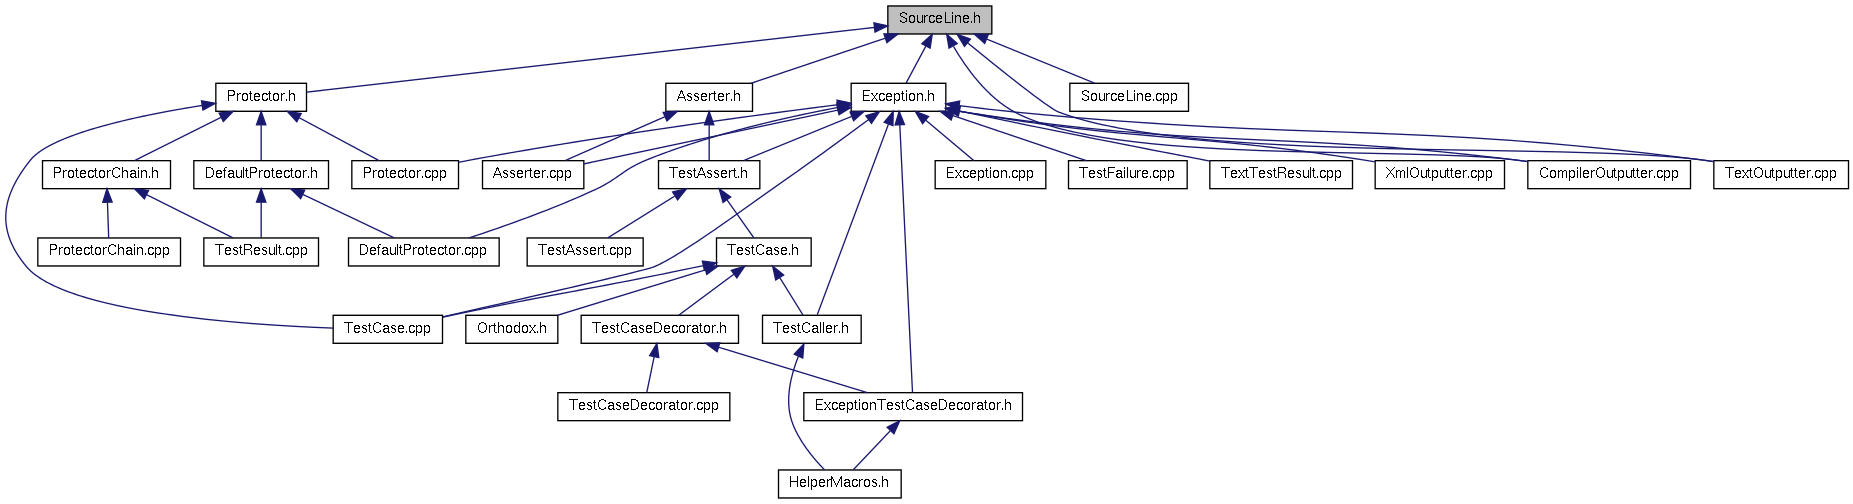 SourceLine.h
Protector.h
Asserter.h
Exception.h
SourceLine.cpp
ProtectorChain.h
DefaultProtector.h
Protector.cpp
Asserter.cpp
TestAssert.h
Exception.cpp
TestFailure.cpp
TextTestResult.cpp
XmlOutputter.cpp
CompilerOutputter.cpp
TextOutputter.cpp
ProtectorChain.cpp
TestResult.cpp
DefaultProtector.cpp
TestAssert.cpp
TestCase.h
TestCase.cpp
Orthodox.h
TestCaseDecorator.h
TestCaller.h
TestCaseDecorator.cpp
ExceptionTestCaseDecorator.h
HelperMacros.h